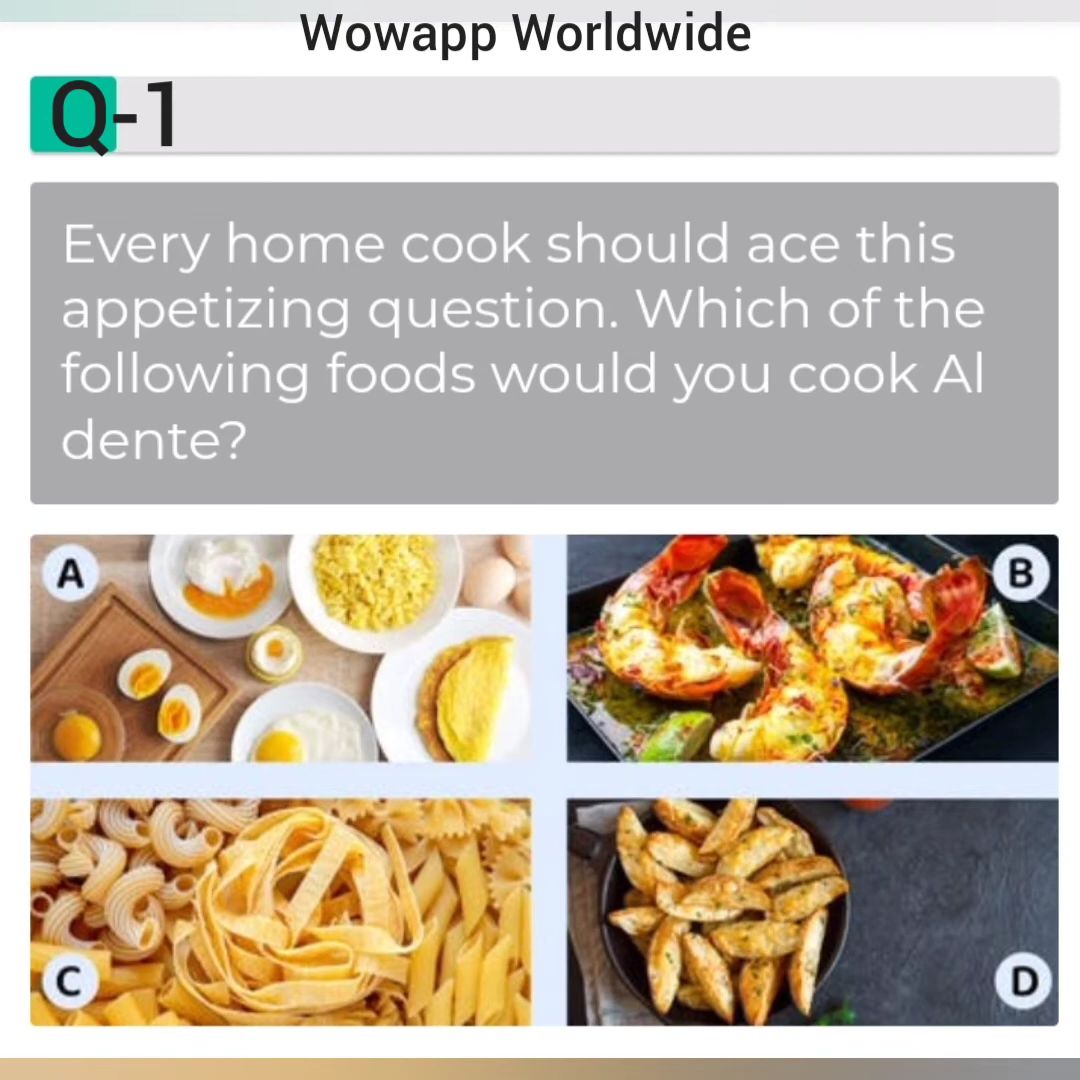 Wowapp Worldwide
Q-1
Every home cook should ace this
appetizing question. Which of the
following foods would you cook Al
dente?
A
B
C
D